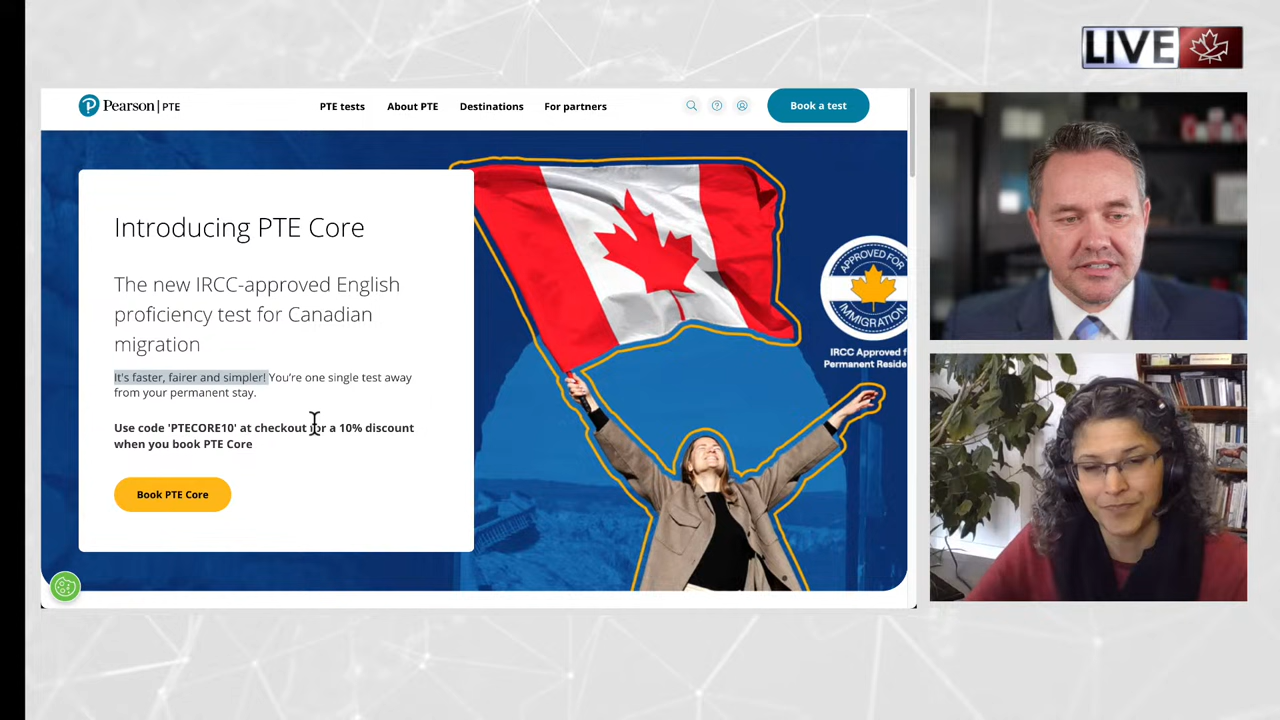 LIVE
Pearson | PTE
PTE tests
About PTE
Destinations
For partners
Book a test
Introducing PTE Core
The new IRCC-approved English
proficiency test for Canadian
migration
It's faster, fairer and simpler! You're one single test away
from your permanent stay.
Use code 'PTECORE10' at checkout for a 10% discount
when you book PTE Core
Book PTE Core
APPROVED FOR
IMMIGRATION
IRCC Approved f
Permanent Reside